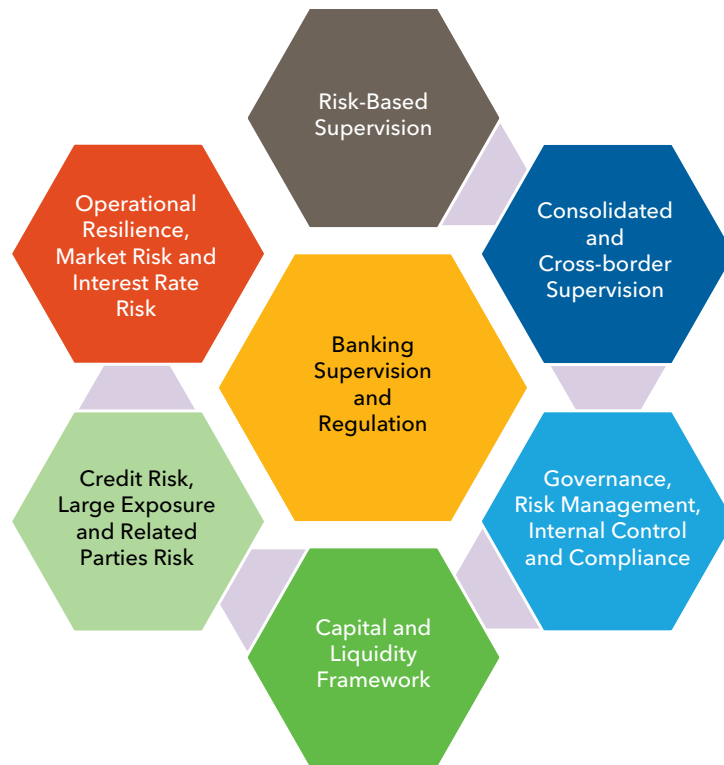 Risk-Based
Supervision
Consolidated
and
Cross-border
Supervision
Governance,
Risk Management,
Internal Control
and Compliance
Capital and
Liquidity
Framework
Credit Risk,
Large Exposure
and Related
Parties Risk
Operational
Resilience,
Market Risk and
Interest Rate
Risk
Banking
Supervision
and
Regulation